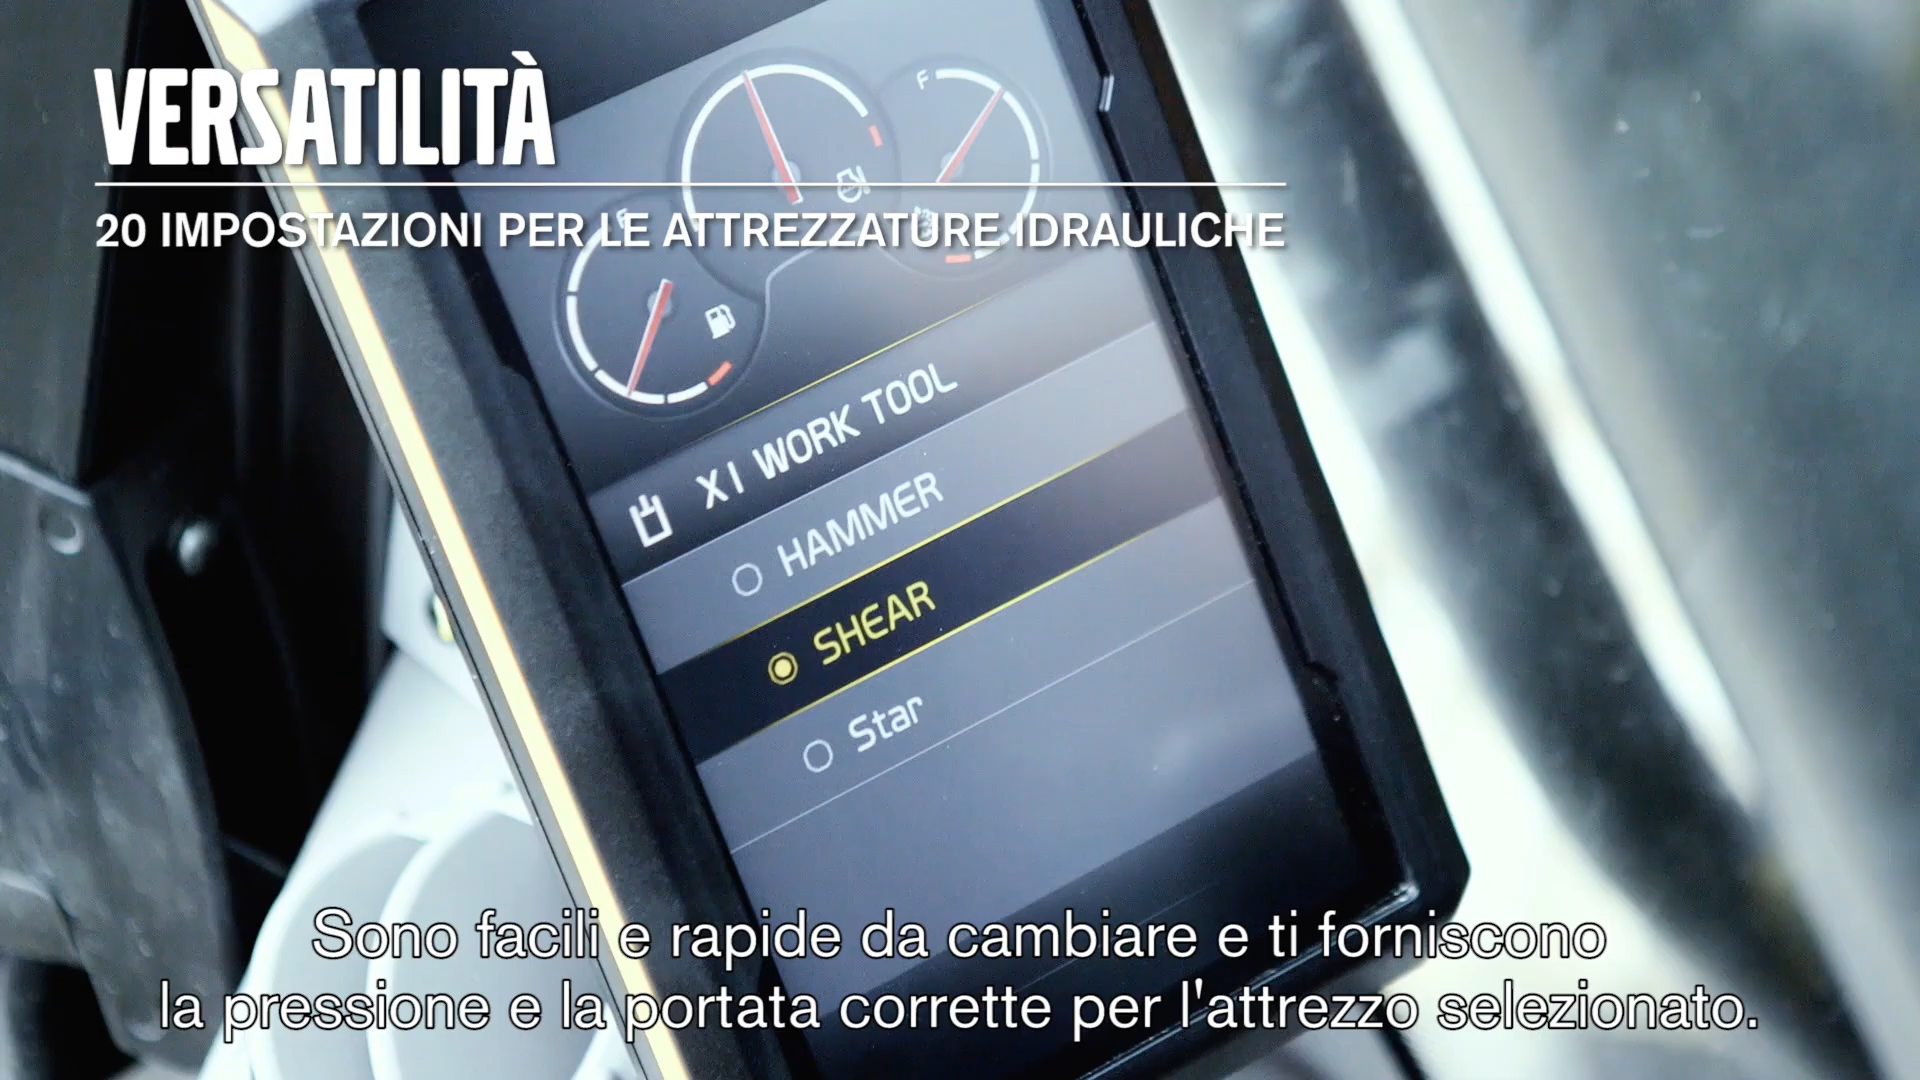 VERSATILITÀ
20 IMPOSTAZIONI PER LE ATTREZZATURE IDRAULICHE
F
X1 WORK TOOL
HAMMER
SHEAR
Star
Sono facili e rapide da cambiare e ti forniscono
la pressione e la portata corrette per l'attrezzo selezionato.